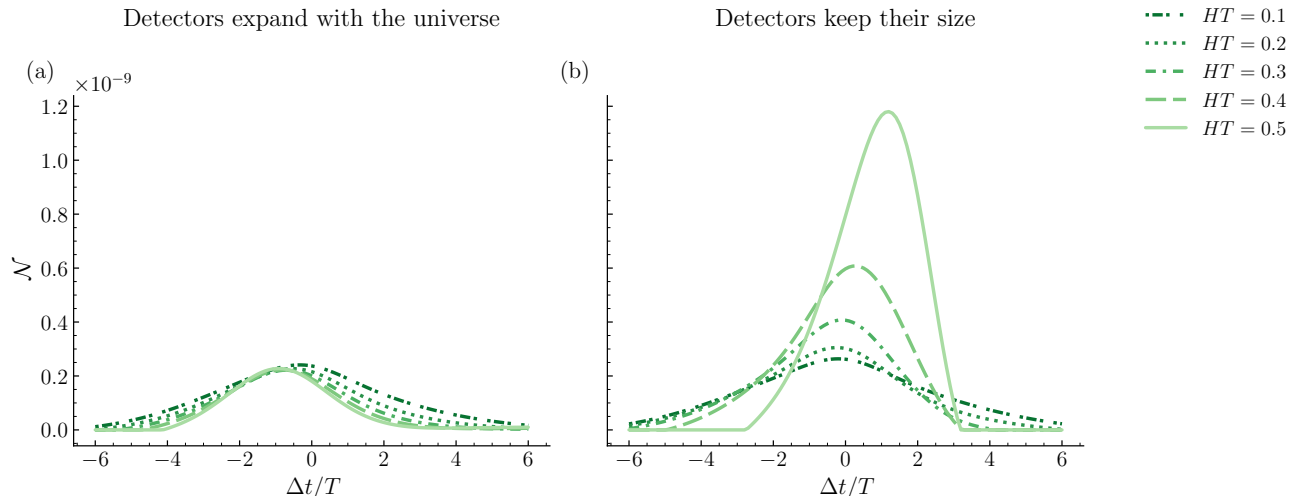 Detectors expand with the universe
Detectors keep their size
HT = 0.1
HT = 0.2
HT = 0.3
HT = 0.4
HT = 0.5
(a)
×10⁻⁹
1.2
1.0
0.8
0.6
0.4
0.2
0.0
𝒩
−6 −4 −2 0 2 4 6
Δt/T
(b)
−6 −4 −2 0 2 4 6
Δt/T